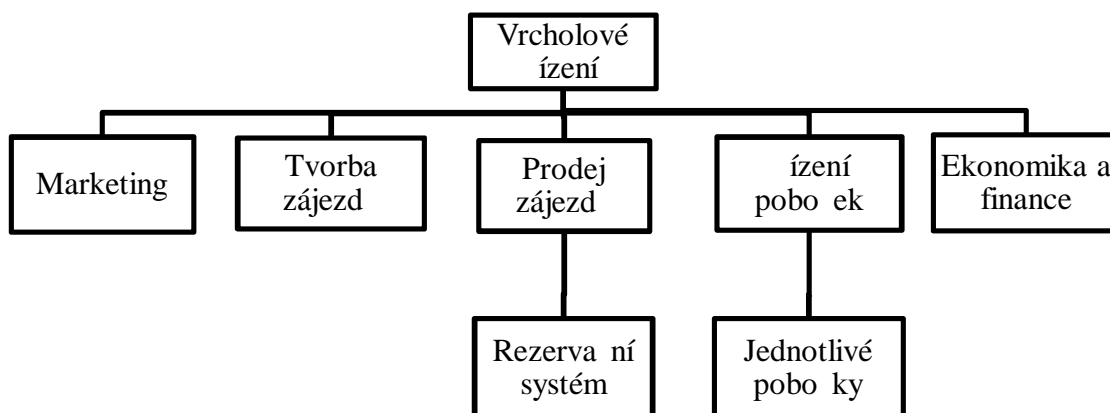 Vrcholové
ízení
Marketing
Tvorba
zájezd
Prodej
zájezd
ízení
pobo ek
Ekonomika a
finance
Rezerva ní
systém
Jednotlivé
pobo ky